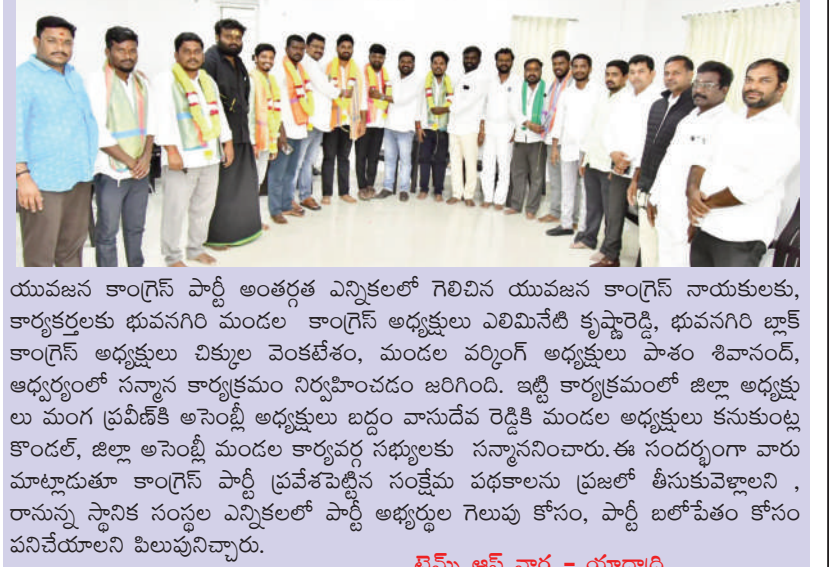 యువజన కాంగ్రెస్ పార్టీ అంతర్గత ఎన్నికలలో గెలిచిన యువజన కాంగ్రెస్ నాయకులకు,
కార్యకర్తలకు భువనగిరి మండల కాంగ్రెస్ అధ్యక్షులు ఎలిమినేటి కృష్ణారెడ్డి, భువనగిరి బ్లాక్
కాంగ్రెస్ అధ్యక్షులు చిక్కుల వెంకటేశం, మండల వర్కింగ్ అధ్యక్షులు పాశం శివానంద్,
ఆధ్వర్యంలో సన్మాన కార్యక్రమం నిర్వహించడం జరిగింది. ఇట్టి కార్యక్రమంలో జిల్లా అధ్యక్షు
లు మంగ ప్రవీణ్‌కి అసెంబ్లీ అధ్యక్షులు బద్దం వాసుదేవ రెడ్డికి మండల అధ్యక్షులు కనుకుంట్ల
కొండల్, జిల్లా అసెంబ్లీ మండల కార్యవర్గ సభ్యులకు సన్మాననించారు.ఈ సందర్భంగా వారు
మాట్లాడుతూ కాంగ్రెస్ పార్టీ ప్రవేశపెట్టిన సంక్షేమ పథకాలను ప్రజలో తీసుకువెళ్లాలని ,
రానున్న స్థానిక సంస్థల ఎన్నికలలో పార్టీ అభ్యర్థుల గెలుపు కోసం, పార్టీ బలోపేతం కోసం
పనిచేయాలని పిలుపునిచ్చారు.
టైమ్స్ ఆఫ్ వార్త - యాదాద్రి